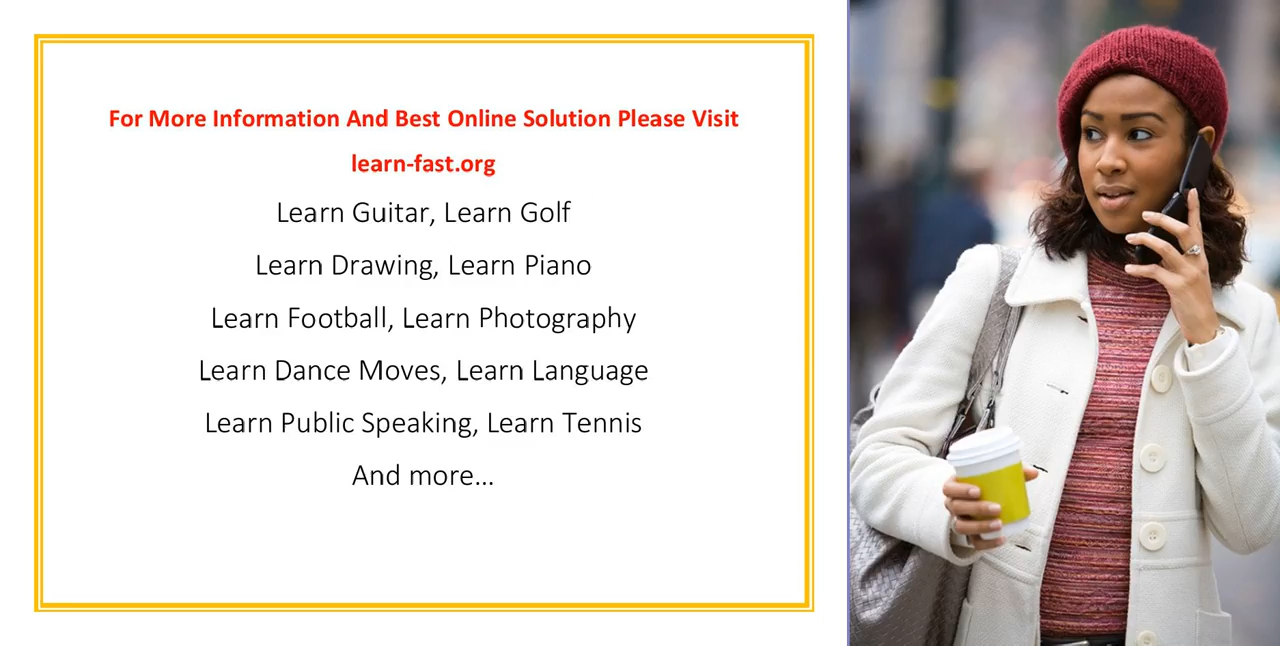 For More Information And Best Online Solution Please Visit
learn-fast.org
Learn Guitar, Learn Golf
Learn Drawing, Learn Piano
Learn Football, Learn Photography
Learn Dance Moves, Learn Language
Learn Public Speaking, Learn Tennis
And more...